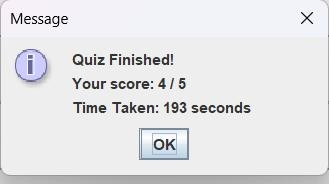 Message
Quiz Finished!
Your score: 4 / 5
Time Taken: 193 seconds
OK